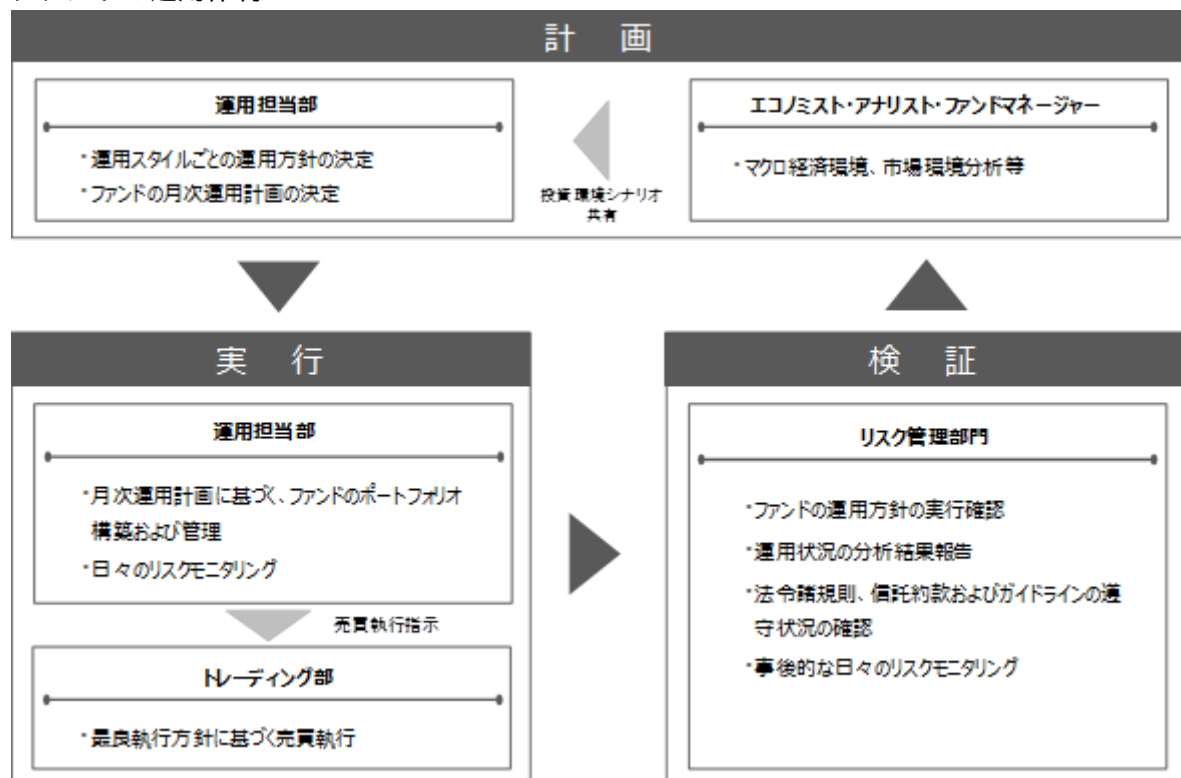 計 画
運用担当部
・運用スタイルごとの運用方針の決定
・ファンドの月次運用計画の決定
投資環境シナリオ
共有
エコノミスト・アナリスト・ファンドマネージャー
・マクロ経済環境、市場環境分析等
実 行
運用担当部
・月次運用計画に基づく、ファンドのポートフォリオ
構築および管理
・日々のリスクモニタリング
売買執行指示
トレーディング部
・最良執行方針に基づく売買執行
検 証
リスク管理部門
・ファンドの運用方針の実行確認
・運用状況の分析結果報告
・法令諸規則、信託約款およびガイドラインの遵
守状況の確認
・事後的な日々のリスクモニタリング